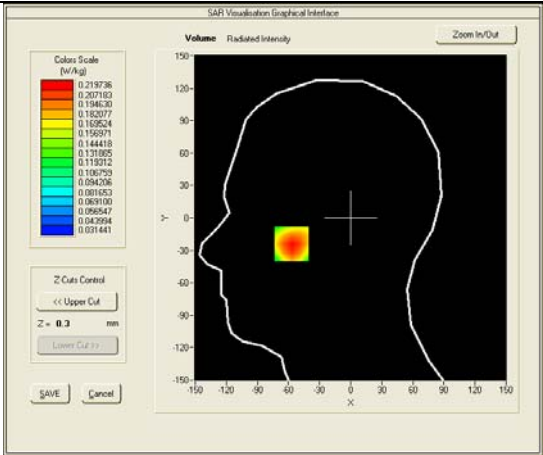 SAR Visualisation Graphical Interface
Volume Radiated Intensity
Zoom In/Out
Colors Scale
(W/kg)
0.219736
0.207183
0.194630
0.182077
0.169524
0.156971
0.144418
0.131865
0.119312
0.106759
0.094206
0.081653
0.069100
0.056547
0.043994
0.031441
Z Cuts Control
<< Upper Cut
Z = 0.3 mm
Lower Cut >>
SAVE Cancel
150
120
90
60
30
0
-30
-60
-90
-120
-150
Y
-150 -120 -90 -60 -30 0 30 60 90 120 150
X